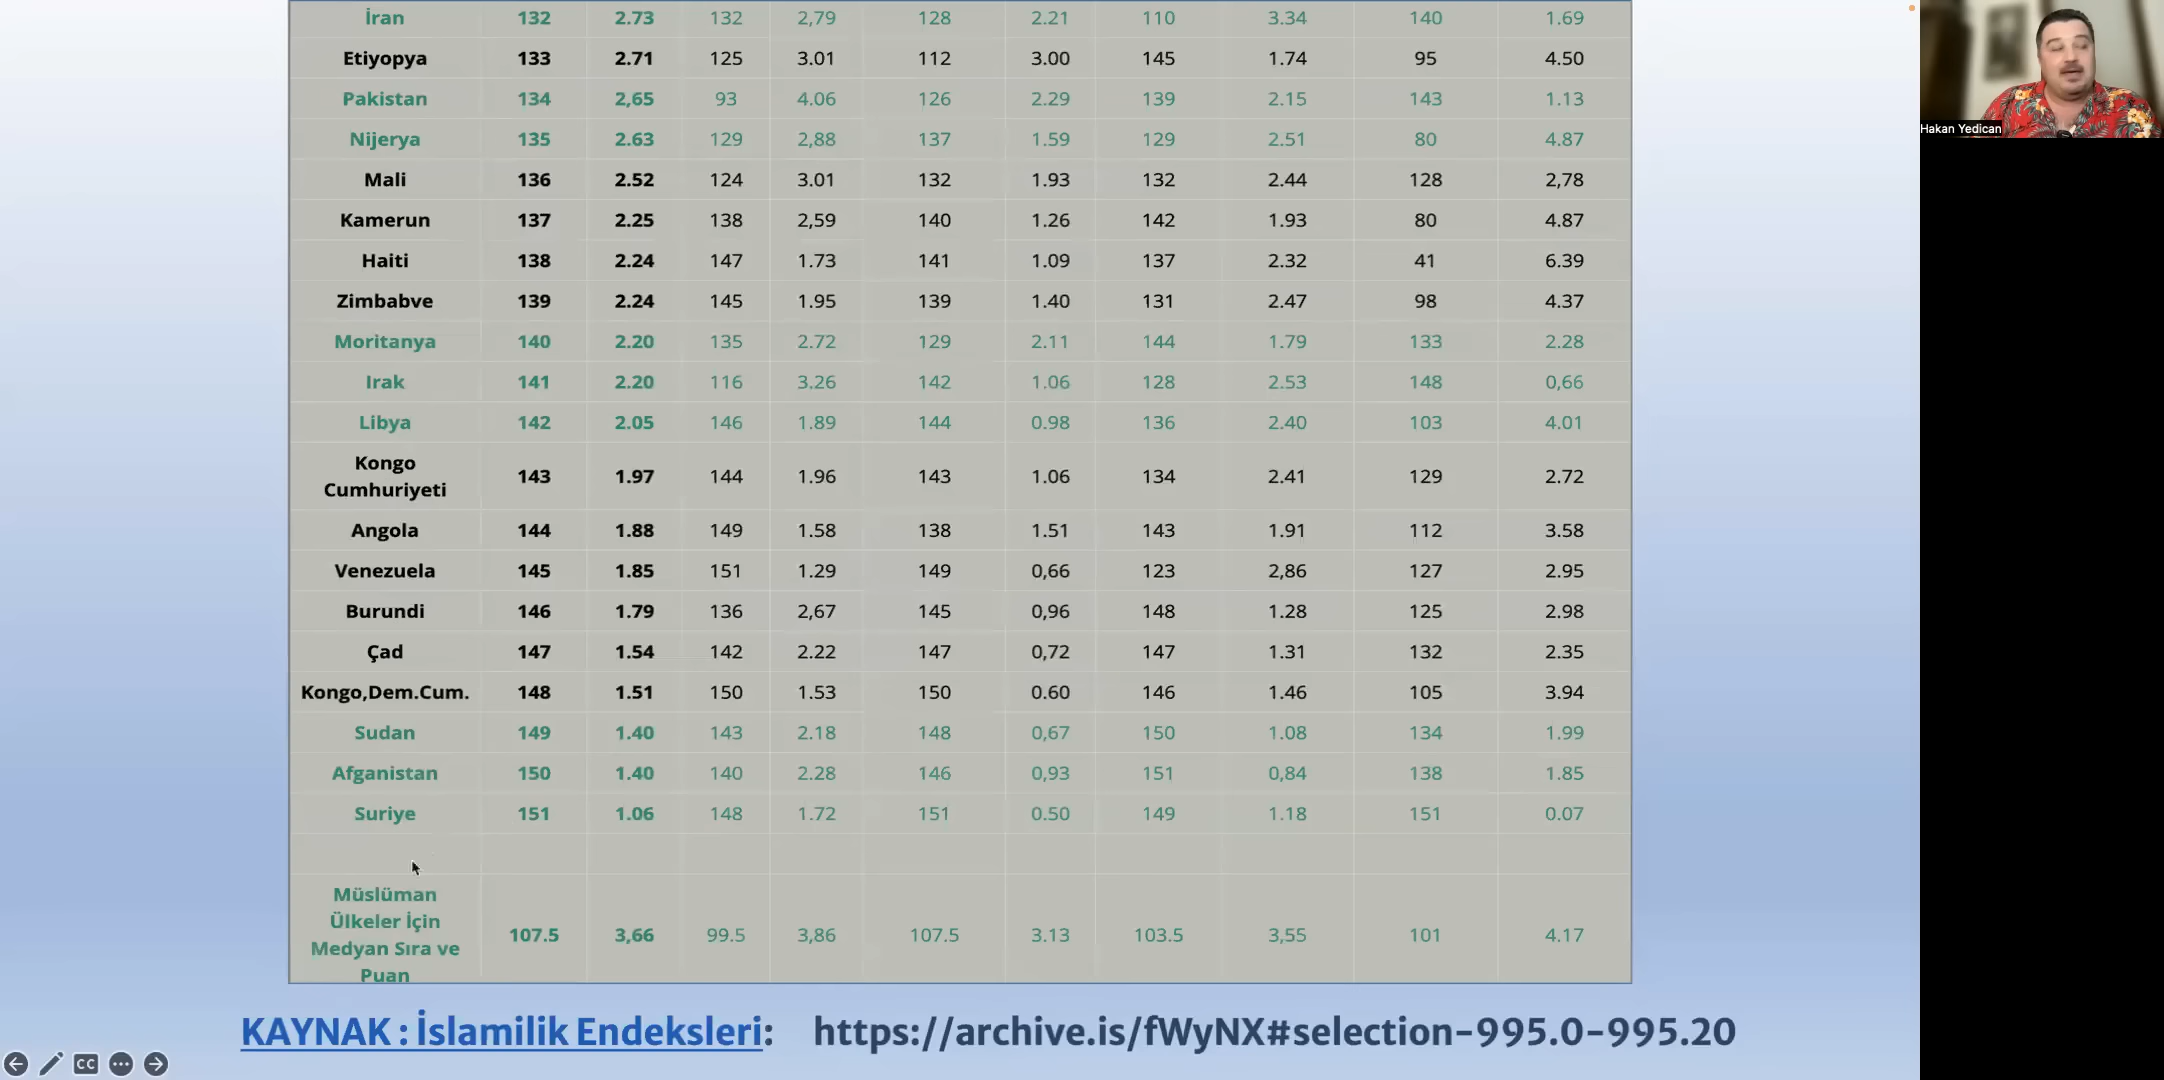 İran 132 2.73 132 2,79 128 2.21 110 3.34 140 1.69
Etiyopya 133 2.71 125 3.01 112 3.00 145 1.74 95 4.50
Pakistan 134 2,65 93 4.06 126 2.29 139 2.15 143 1.13
Nijerya 135 2.63 129 2,88 137 1.59 129 2.51 80 4.87
Mali 136 2.52 124 3.01 132 1.93 132 2.44 128 2,78
Kamerun 137 2.25 138 2,59 140 1.26 142 1.93 80 4.87
Haiti 138 2.24 147 1.73 141 1.09 137 2.32 41 6.39
Zimbabve 139 2.24 145 1.95 139 1.40 131 2.47 98 4.37
Moritanya 140 2.20 135 2.72 129 2.11 144 1.79 133 2.28
Irak 141 2.20 116 3.26 142 1.06 128 2.53 148 0,66
Libya 142 2.05 146 1.89 144 0.98 136 2.40 103 4.01
Kongo
Cumhuriyeti 143 1.97 144 1.96 143 1.06 134 2.41 129 2.72
Angola 144 1.88 149 1.58 138 1.51 143 1.91 112 3.58
Venezuela 145 1.85 151 1.29 149 0,66 123 2,86 127 2.95
Burundi 146 1.79 136 2,67 145 0,96 148 1.28 125 2.98
Çad 147 1.54 142 2.22 147 0,72 147 1.31 132 2.35
Kongo,Dem.Cum. 148 1.51 150 1.53 150 0.60 146 1.46 105 3.94
Sudan 149 1.40 143 2.18 148 0,67 150 1.08 134 1.99
Afganistan 150 1.40 140 2.28 146 0,93 151 0,84 138 1.85
Suriye 151 1.06 148 1.72 151 0.50 149 1.18 151 0.07
Müslüman
Ülkeler İçin
Medyan Sıra ve
Puan
107.5 3,66 99.5 3,86 107.5 3.13 103.5 3,55 101 4.17
KAYNAK : İslamilik Endeksleri: https://archive.is/fWyNX#selection-995.0-995.20
CC
Hakan Yedican